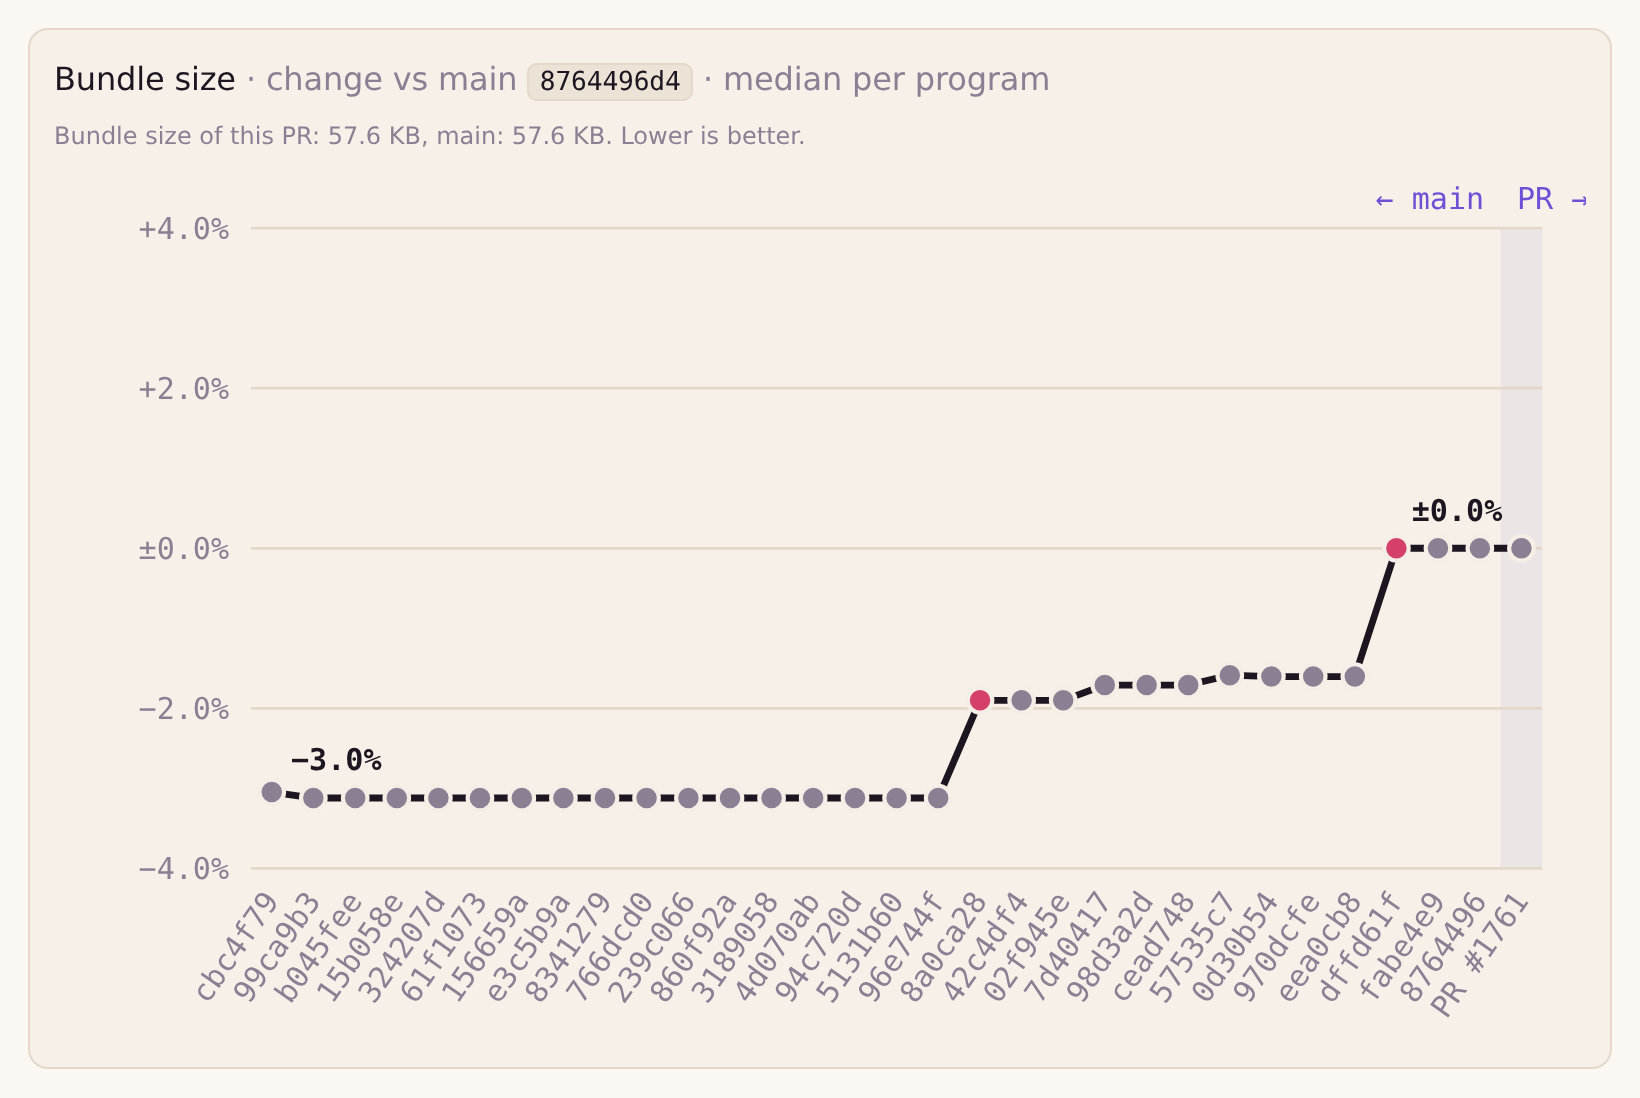 Bundle size · change vs main 8764496d4 · median per program
Bundle size of this PR: 57.6 KB, main: 57.6 KB. Lower is better.
← main PR →
+4.0%
+2.0%
±0.0%
−2.0%
−4.0%
−3.0%
±0.0%
cbc4f79
99ca9b3
b045fee
15b058e
324207d
61f1073
156659a
e3c5b9a
8341279
766dcd0
239c066
860f92a
3189058
4d070ab
94c720d
5131b60
96e744f
8a0ca28
42c4df4
02f945e
7d40417
98d3a2d
cead748
57535c7
0d30b54
970dcfe
eea0cb8
dffd61f
fabe4e9
8764496
PR #1761